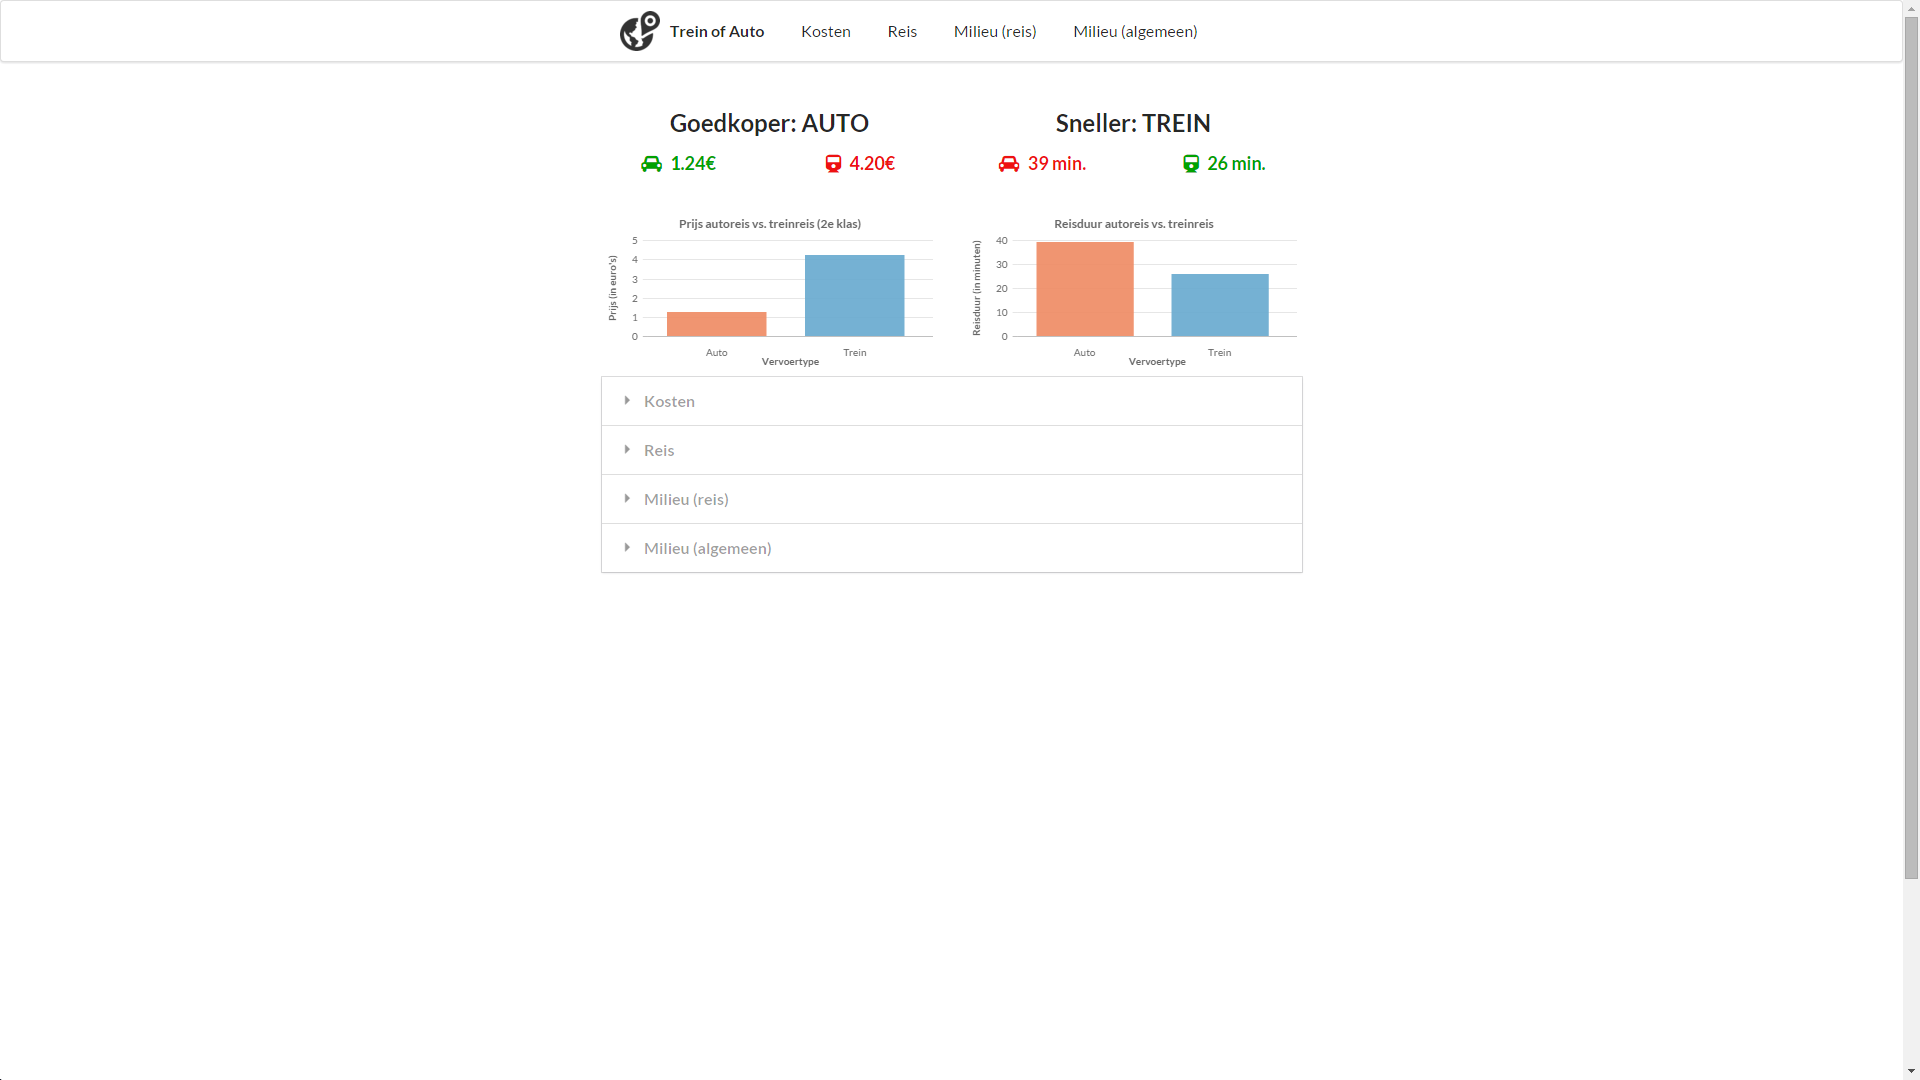 Trein of Auto Kosten Reis Milieu (reis) Milieu (algemeen)
Goedkoper: AUTO
1.24€ 4.20€
Sneller: TREIN
39 min. 26 min.
Prijs autoreis vs. treinreis (2e klas)
Prijs (in euro's)
5
4
3
2
1
0
Auto Trein
Vervoertype
Reisduur autoreis vs. treinreis
Reisduur (in minuten)
40
30
20
10
0
Auto Trein
Vervoertype
Kosten
Reis
Milieu (reis)
Milieu (algemeen)